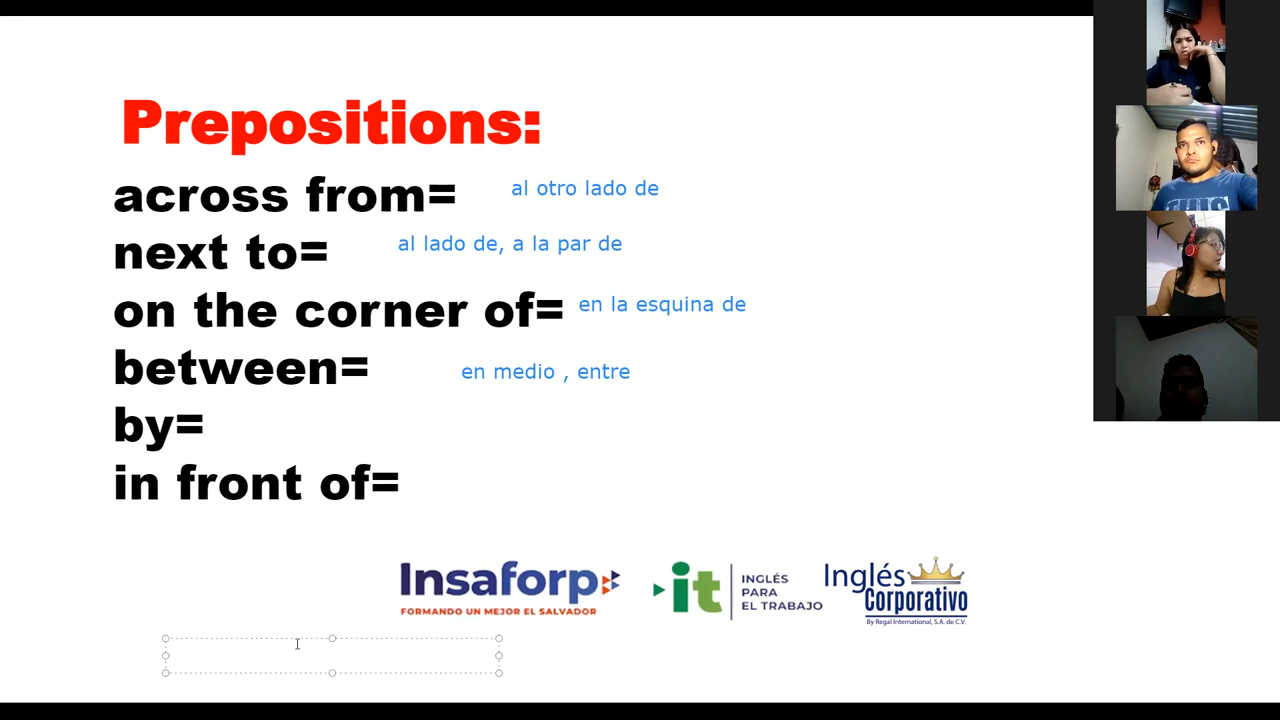 Prepositions:
across from= al otro lado de
next to= al lado de, a la par de
on the corner of= en la esquina de
between= en medio , entre
by=
in front of=
Insaforp
FORMANDO UN MEJOR EL SALVADOR
it
INGLÉS
PARA
EL TRABAJO
Inglés
Corporativo
By Regal International, S.A. de C.V.
THIS